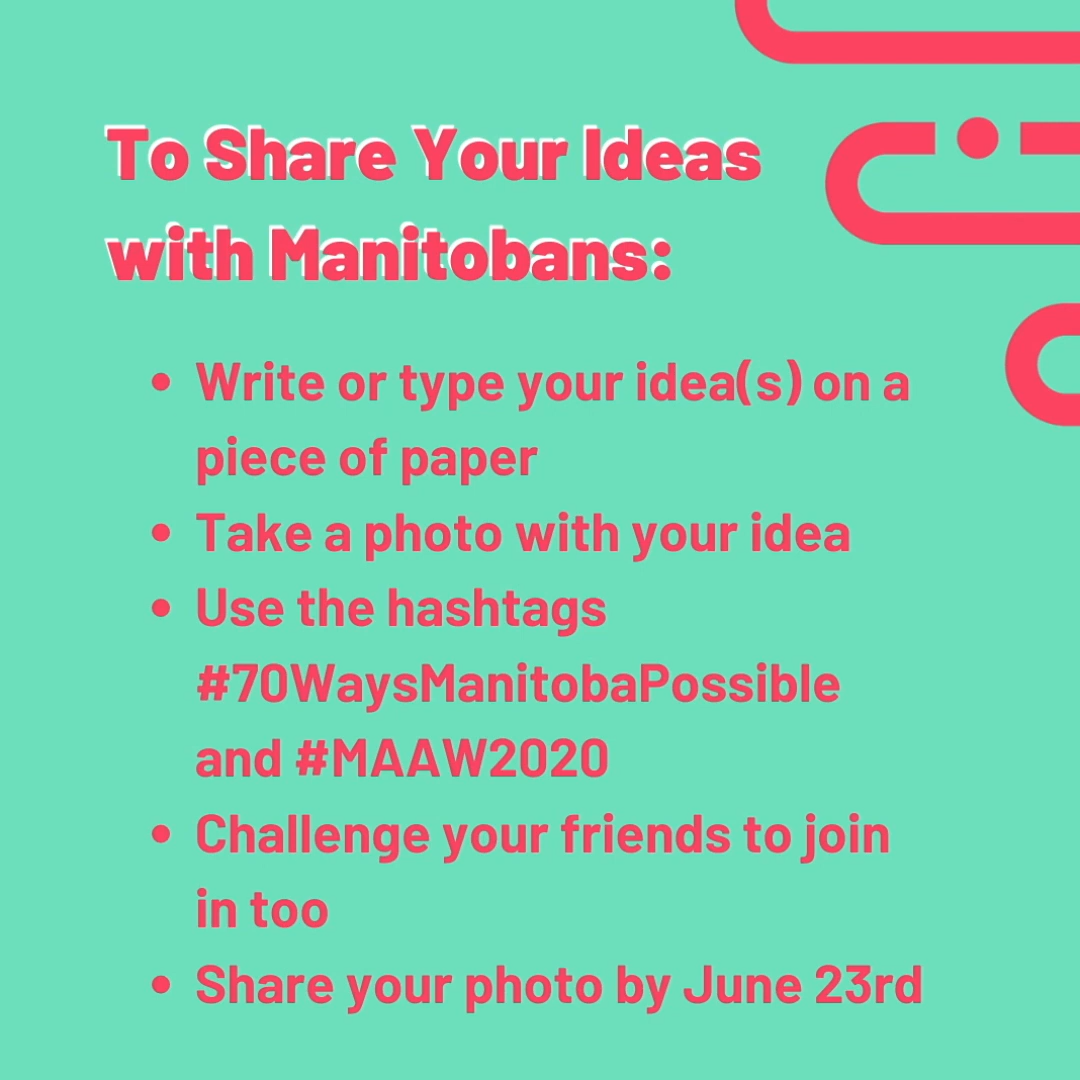 To Share Your Ideas
with Manitobans:
• Write or type your idea(s) on a
piece of paper
• Take a photo with your idea
• Use the hashtags
#70WaysManitobaPossible
and #MAAW2020
• Challenge your friends to join
in too
• Share your photo by June 23rd